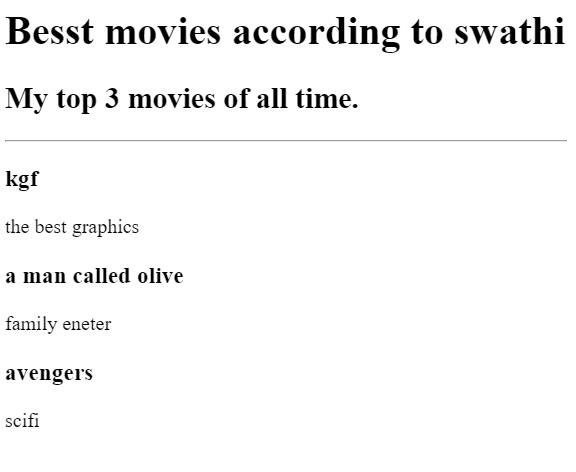 Besst movies according to swathi
My top 3 movies of all time.
kgf
the best graphics
a man called olive
family eneter
avengers
scifi